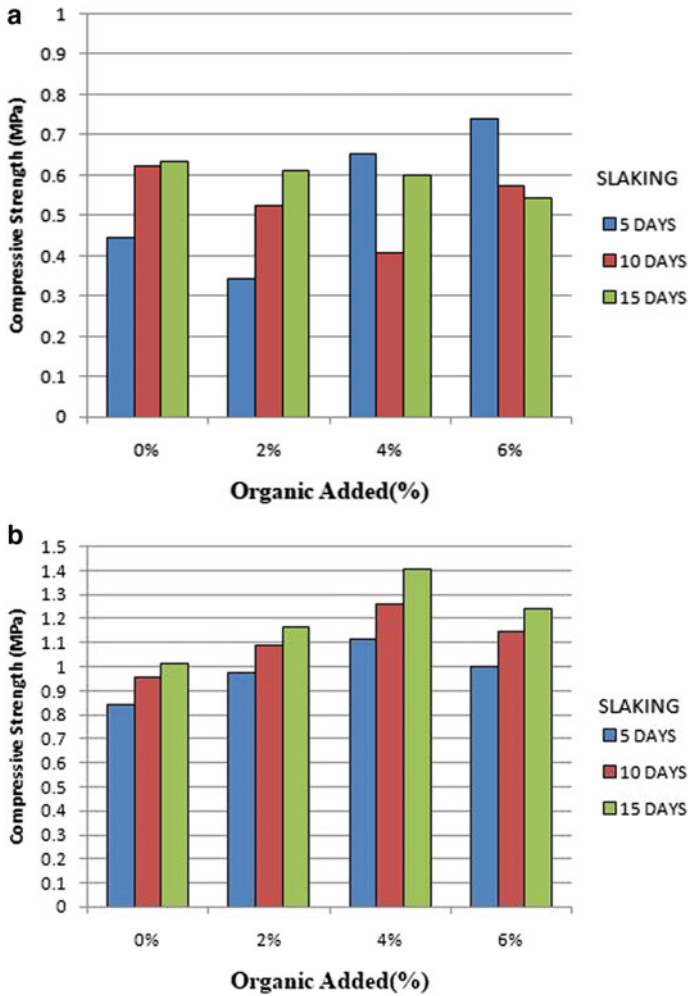 a
1
0.9
0.8
0.7
0.6
0.5
0.4
0.3
0.2
0.1
0
Compressive Strength (MPa)
0% 2% 4% 6%
Organic Added(%)
SLAKING
5 DAYS
10 DAYS
15 DAYS
b
1.5
1.4
1.3
1.2
1.1
1
0.9
0.8
0.7
0.6
0.5
0.4
0.3
0.2
0.1
0
Compressive Strength (MPa)
0% 2% 4% 6%
Organic Added(%)
SLAKING
5 DAYS
10 DAYS
15 DAYS